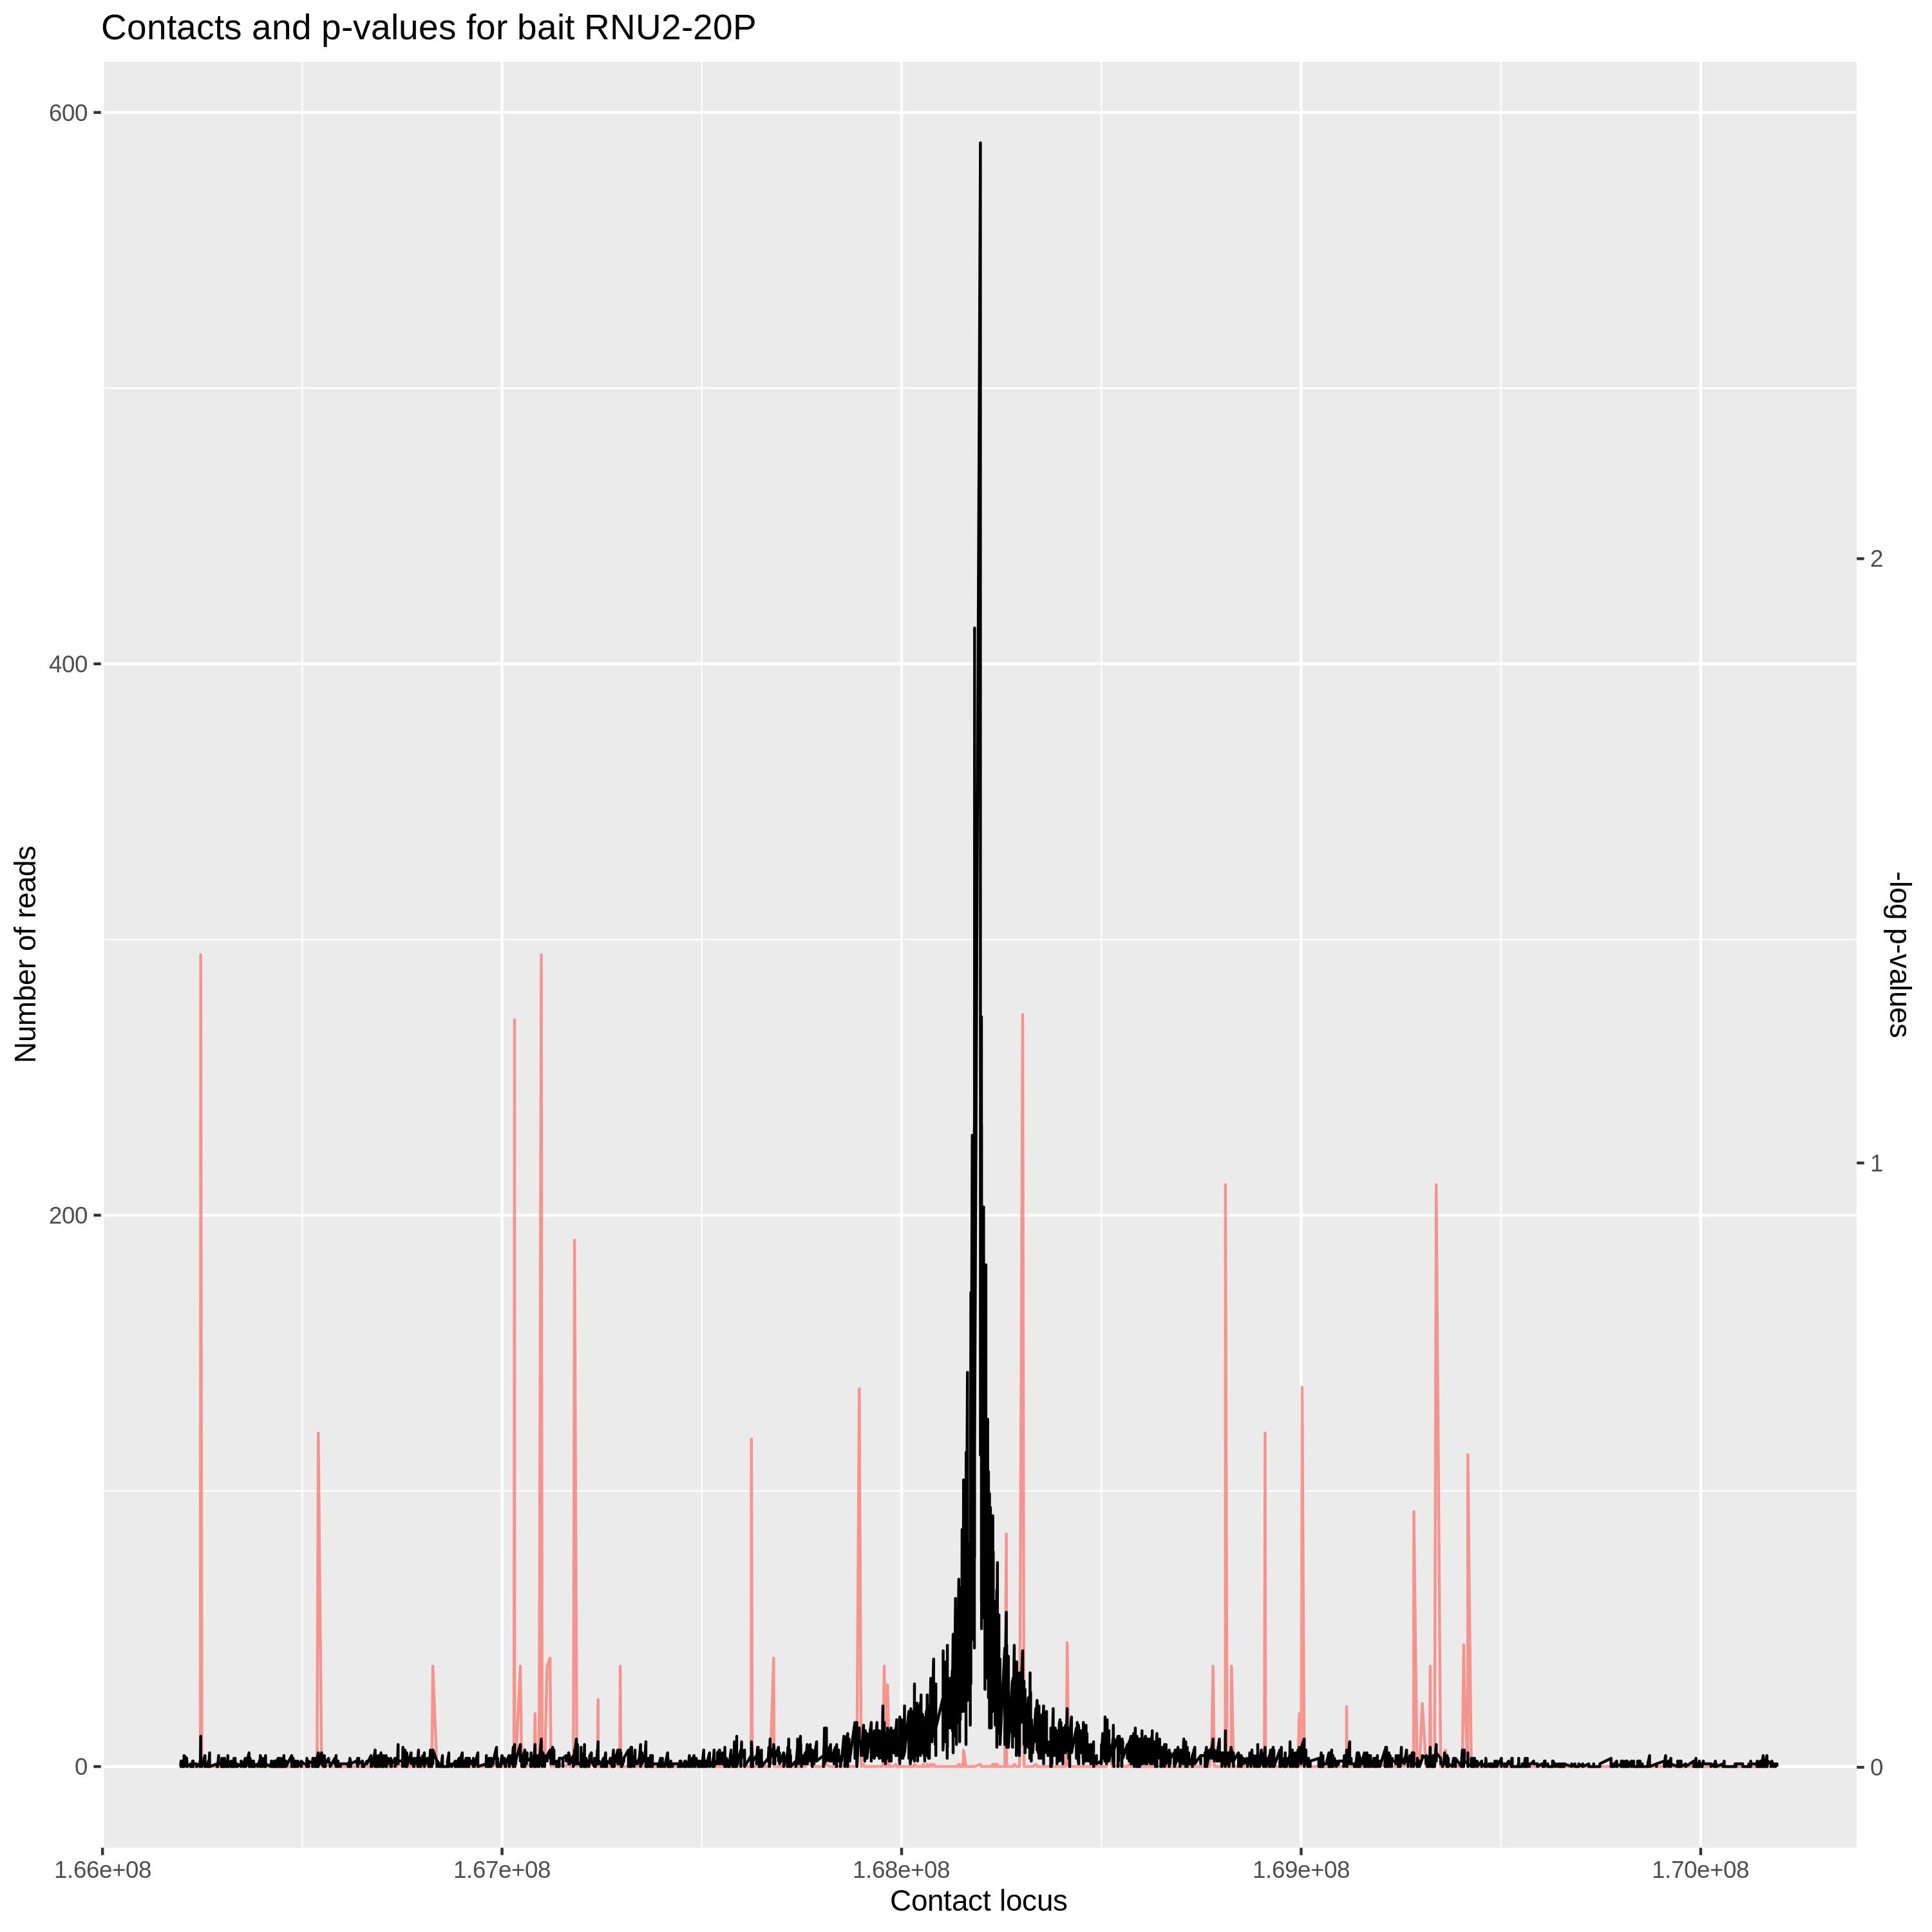 Contacts and p-values for bait RNU2-20P
600
400
200
0
Number of reads
2
1
0
-log p-values
1.66e+08 1.67e+08 1.68e+08 1.69e+08 1.70e+08
Contact locus